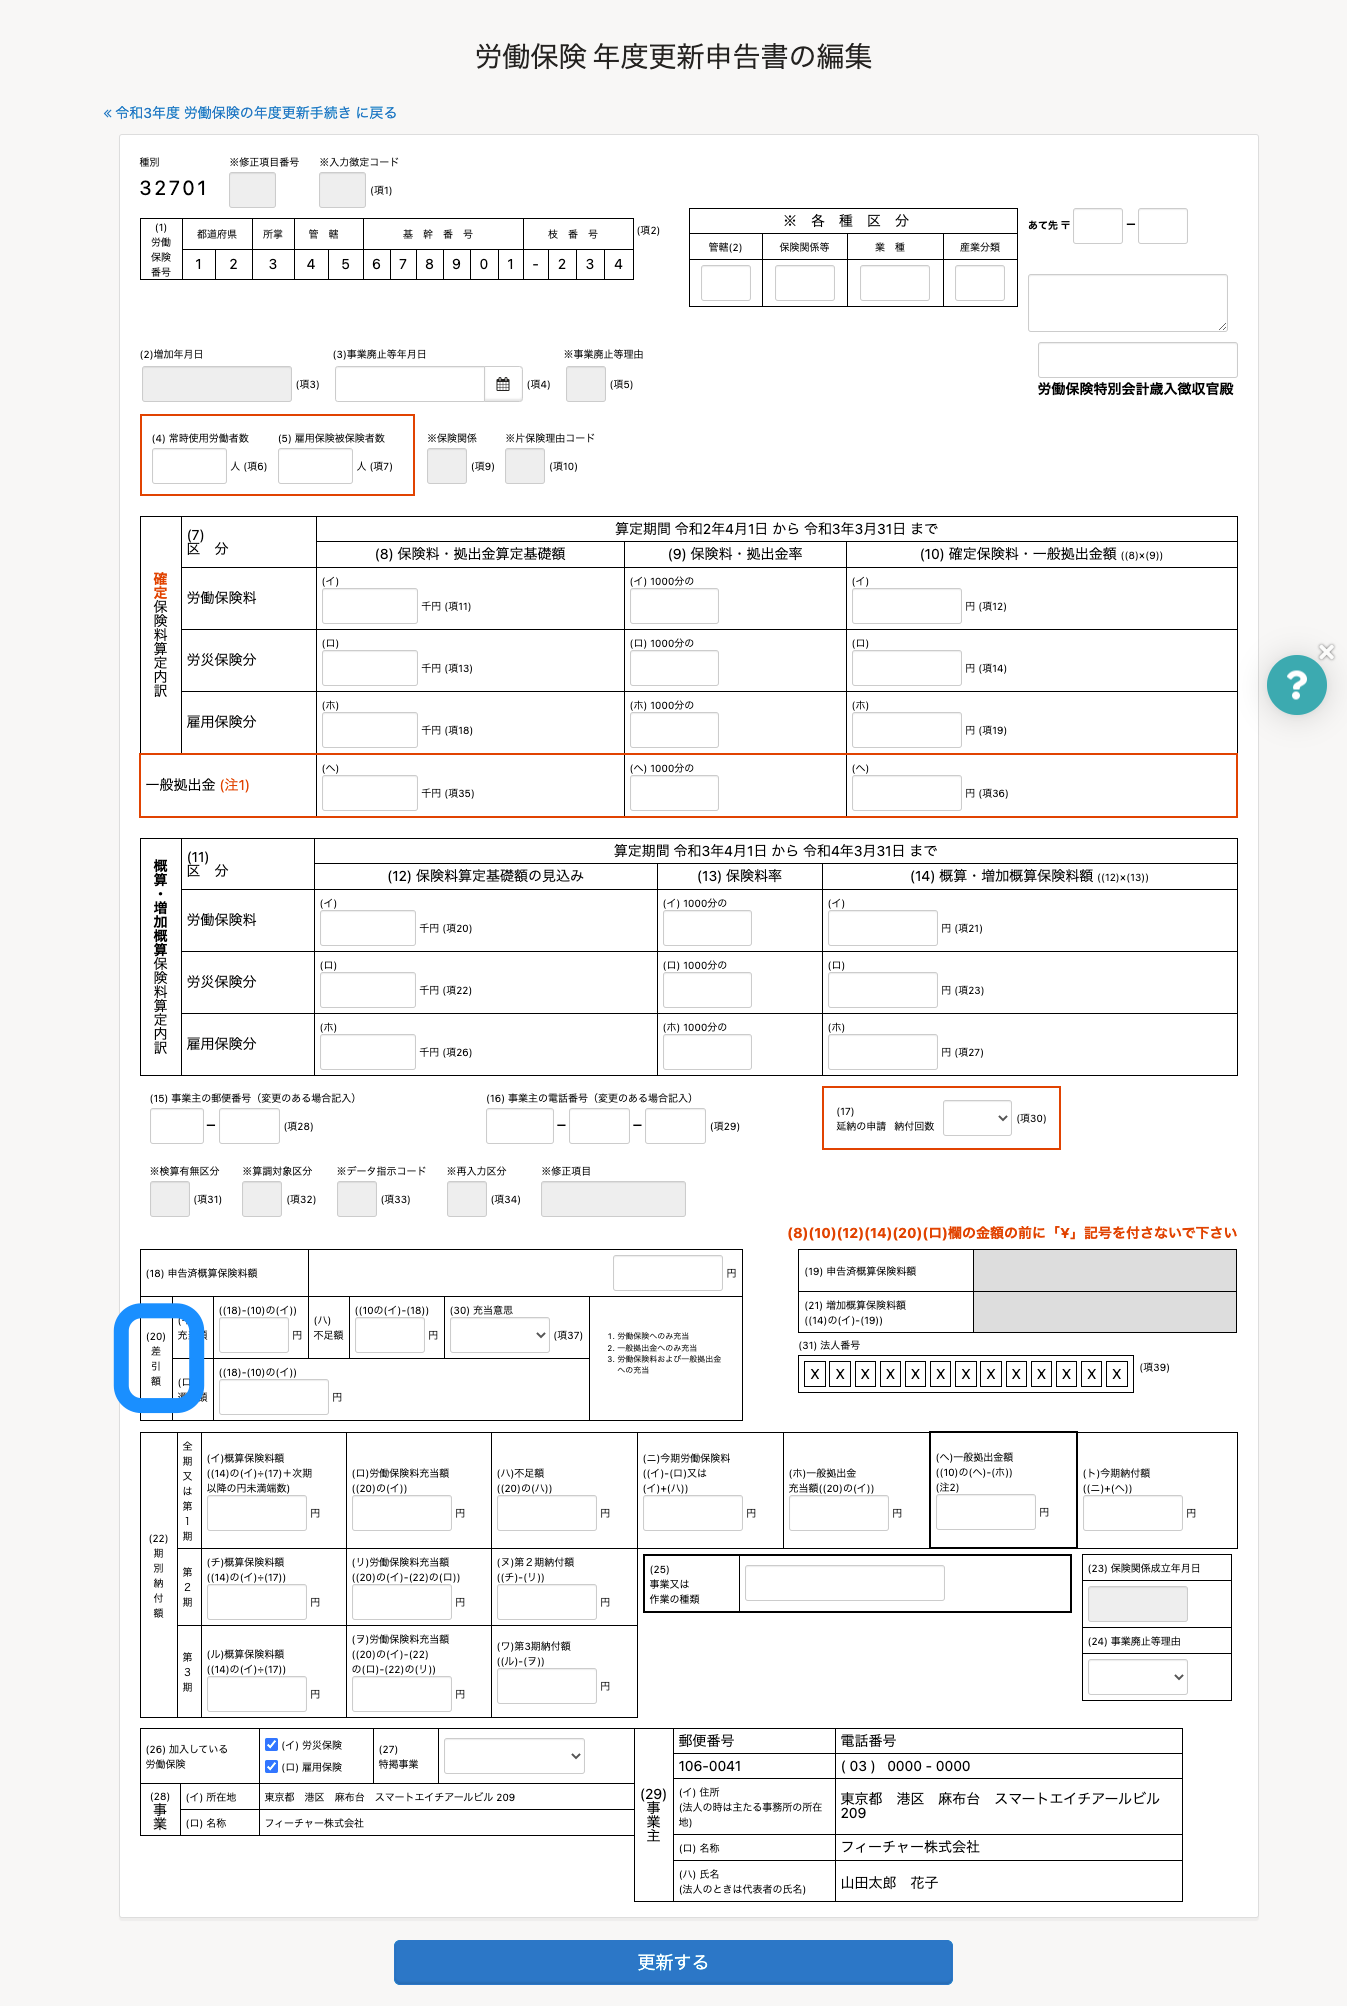 労働保険 年度更新申告書の編集
« 令和3年度 労働保険の年度更新手続き に戻る
種別 ※修正項目番号 ※入力徴定コード
32701 (項1)
(1) 労働保険番号 都道府県 所掌 管 轄 基 幹 番 号 枝 番 号 (項2)
1 2 3 4 5 6 7 8 9 0 1 - 2 3 4
※ 各 種 区 分
管轄(2) 保険関係等 業 種 産業分類
あて先 〒 ー
(2)増加年月日 (3)事業廃止等年月日 ※事業廃止等理由
(項3) (項4) (項5)
労働保険特別会計歳入徴収官殿
(4) 常時使用労働者数 (5) 雇用保険被保険者数 ※保険関係 ※片保険理由コード
人 (項6) 人 (項7) (項9) (項10)
確定保険料算定内訳
(7)
区 分
算定期間 令和2年4月1日 から 令和3年3月31日 まで
(8) 保険料・拠出金算定基礎額 (9) 保険料・拠出金率 (10) 確定保険料・一般拠出金額 ((8)×(9))
労働保険料 (イ) 千円 (項11) (イ) 1000分の (イ) 円 (項12)
労災保険分 (ロ) 千円 (項13) (ロ) 1000分の (ロ) 円 (項14)
雇用保険分 (ホ) 千円 (項18) (ホ) 1000分の (ホ) 円 (項19)
一般拠出金 (注1) (ヘ) 千円 (項35) (ヘ) 1000分の (ヘ) 円 (項36)
?
概算・増加概算保険料算定内訳
(11)
区 分
算定期間 令和3年4月1日 から 令和4年3月31日 まで
(12) 保険料算定基礎額の見込み (13) 保険料率 (14) 概算・増加概算保険料額 ((12)×(13))
労働保険料 (イ) 千円 (項20) (イ) 1000分の (イ) 円 (項21)
労災保険分 (ロ) 千円 (項22) (ロ) 1000分の (ロ) 円 (項23)
雇用保険分 (ホ) 千円 (項26) (ホ) 1000分の (ホ) 円 (項27)
(15) 事業主の郵便番号（変更のある場合記入） (16) 事業主の電話番号（変更のある場合記入）
ー (項28) ー ー (項29)
(17)
延納の申請 納付回数 (項30)
※検算有無区分 ※算調対象区分 ※データ指示コード ※再入力区分 ※修正項目
(項31) (項32) (項33) (項34)
(8)(10)(12)(14)(20)(ロ)欄の金額の前に「¥」記号を付さないで下さい
(18) 申告済概算保険料額 円
(20) 差引額
充 額 ((18)-(10)の(イ)) 円
(ハ) 不足額 ((10の(イ)-(18)) 円
(30) 充当意思 (項37)
1. 労働保険へのみ充当
2. 一般拠出金へのみ充当
3. 労働保険料および一般拠出金
への充当
(ロ 額 ((18)-(10)の(イ)) 円
(19) 申告済概算保険料額
(21) 増加概算保険料額
((14)の(イ)-(19))
(31) 法人番号
X X X X X X X X X X X X X (項39)
(22) 期別納付額
全期又は第1期
(イ)概算保険料額
((14)の(イ)÷(17)＋次期
以降の円未満端数)
円
(ロ)労働保険料充当額
((20)の(イ))
円
(ハ)不足額
((20)の(ハ))
円
(ニ)今期労働保険料
((イ)-(ロ)又は
(イ)+(ハ))
円
(ホ)一般拠出金
充当額((20)の(イ))
円
(ヘ)一般拠出金額
((10)の(ヘ)-(ホ))
(注2)
円
(ト)今期納付額
((ニ)+(ヘ))
円
第2期
(チ)概算保険料額
((14)の(イ)÷(17))
円
(リ)労働保険料充当額
((20)の(イ)-(22)の(ロ))
円
(ヌ)第２期納付額
((チ)-(リ))
円
(25)
事業又は
作業の種類
(23) 保険関係成立年月日
(24) 事業廃止等理由
第3期
(ル)概算保険料額
((14)の(イ)÷(17))
円
(ヲ)労働保険料充当額
((20)の(イ)-(22)
の(ロ)-(22)の(リ))
円
(ワ)第3期納付額
((ル)-(ヲ))
円
(26) 加入している
労働保険
(イ) 労災保険
(ロ) 雇用保険
(27)
特掲事業
(28) 事業
(イ) 所在地 東京都 港区 麻布台 スマートエイチアールビル 209
(ロ) 名称 フィーチャー株式会社
(29) 事業主
郵便番号 電話番号
106-0041 ( 03 ) 0000 - 0000
(イ) 住所
(法人の時は主たる事務所の所在
地)
東京都 港区 麻布台 スマートエイチアールビル
209
(ロ) 名称 フィーチャー株式会社
(ハ) 氏名
(法人のときは代表者の氏名)
山田太郎 花子
更新する